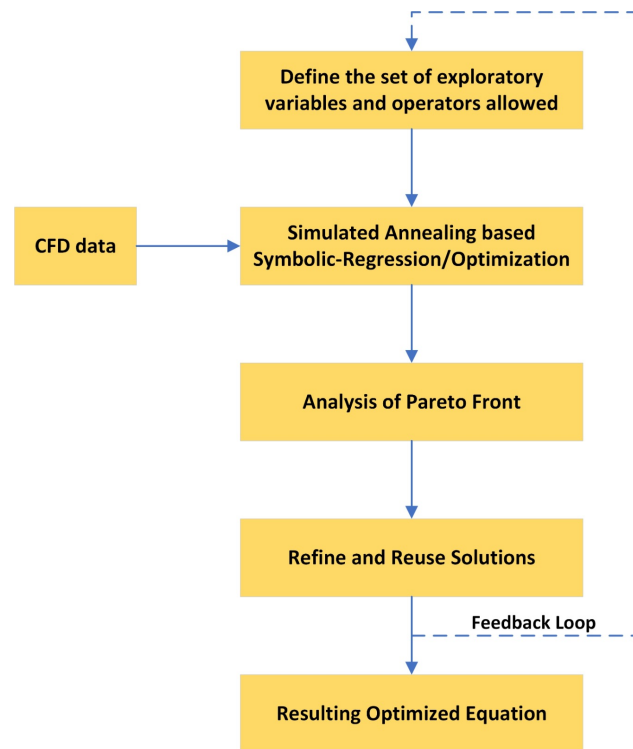 Define the set of exploratory
variables and operators allowed
CFD data
Simulated Annealing based
Symbolic-Regression/Optimization
Analysis of Pareto Front
Refine and Reuse Solutions
Feedback Loop
Resulting Optimized Equation